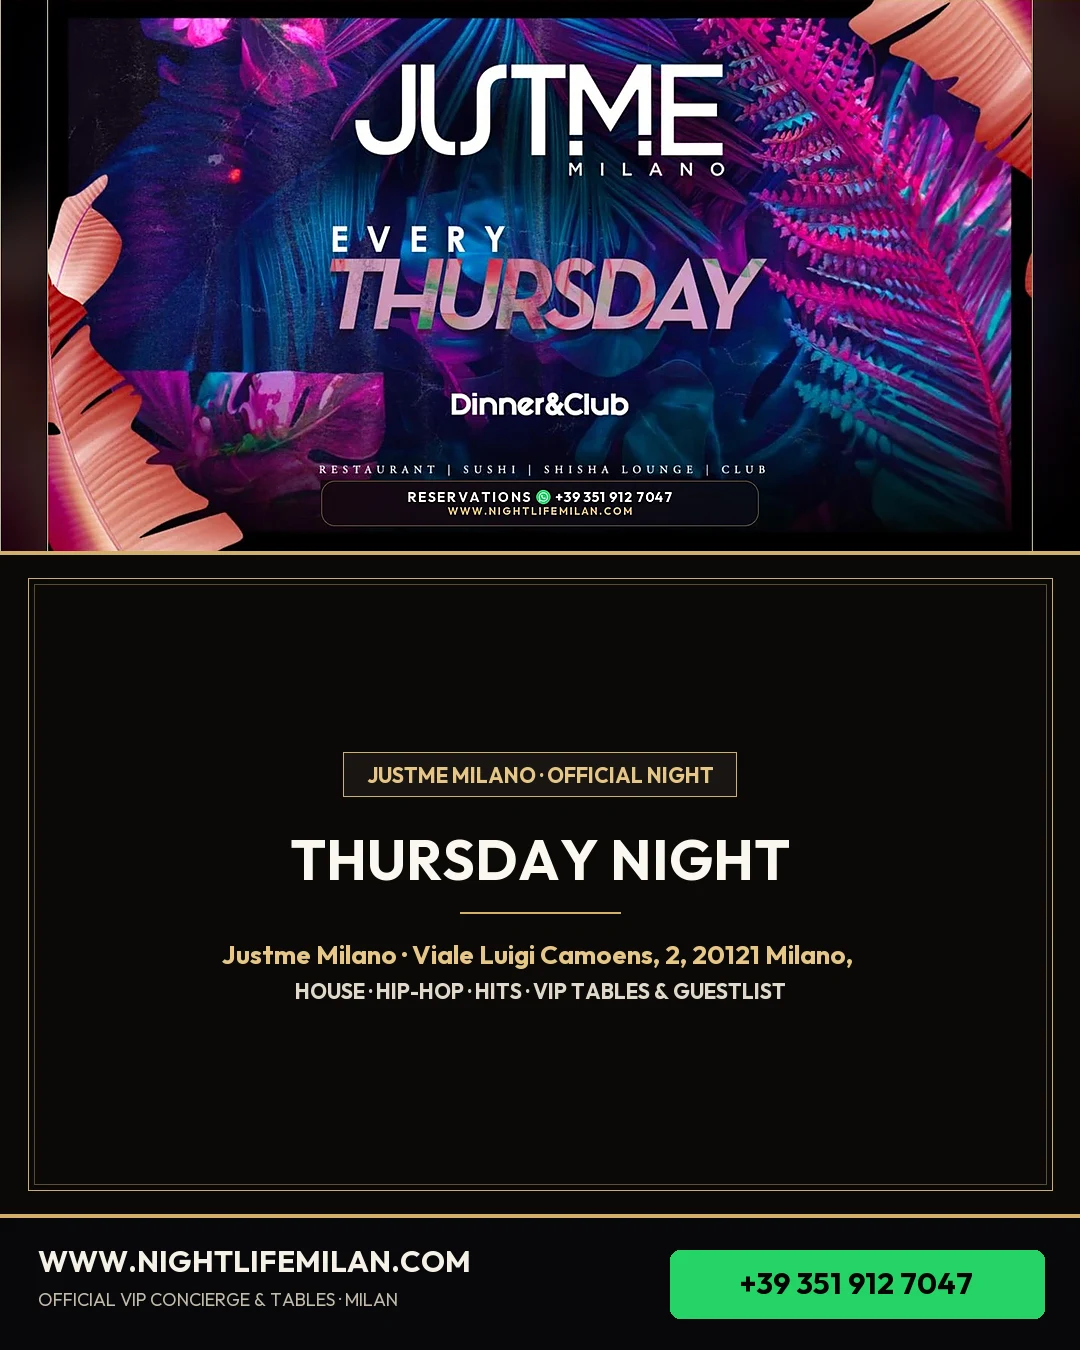 JUSTME
MILANO
EVERY
THURSDAY
Dinner&Club
RESTAURANT | SUSHI | SHISHA LOUNGE | CLUB
RESERVATIONS +39 351 912 7047
WWW.NIGHTLIFEMILAN.COM
JUSTME MILANO · OFFICIAL NIGHT
THURSDAY NIGHT
Justme Milano · Viale Luigi Camoens, 2, 20121 Milano,
HOUSE · HIP-HOP · HITS · VIP TABLES & GUESTLIST
WWW.NIGHTLIFEMILAN.COM
OFFICIAL VIP CONCIERGE & TABLES · MILAN
+39 351 912 7047